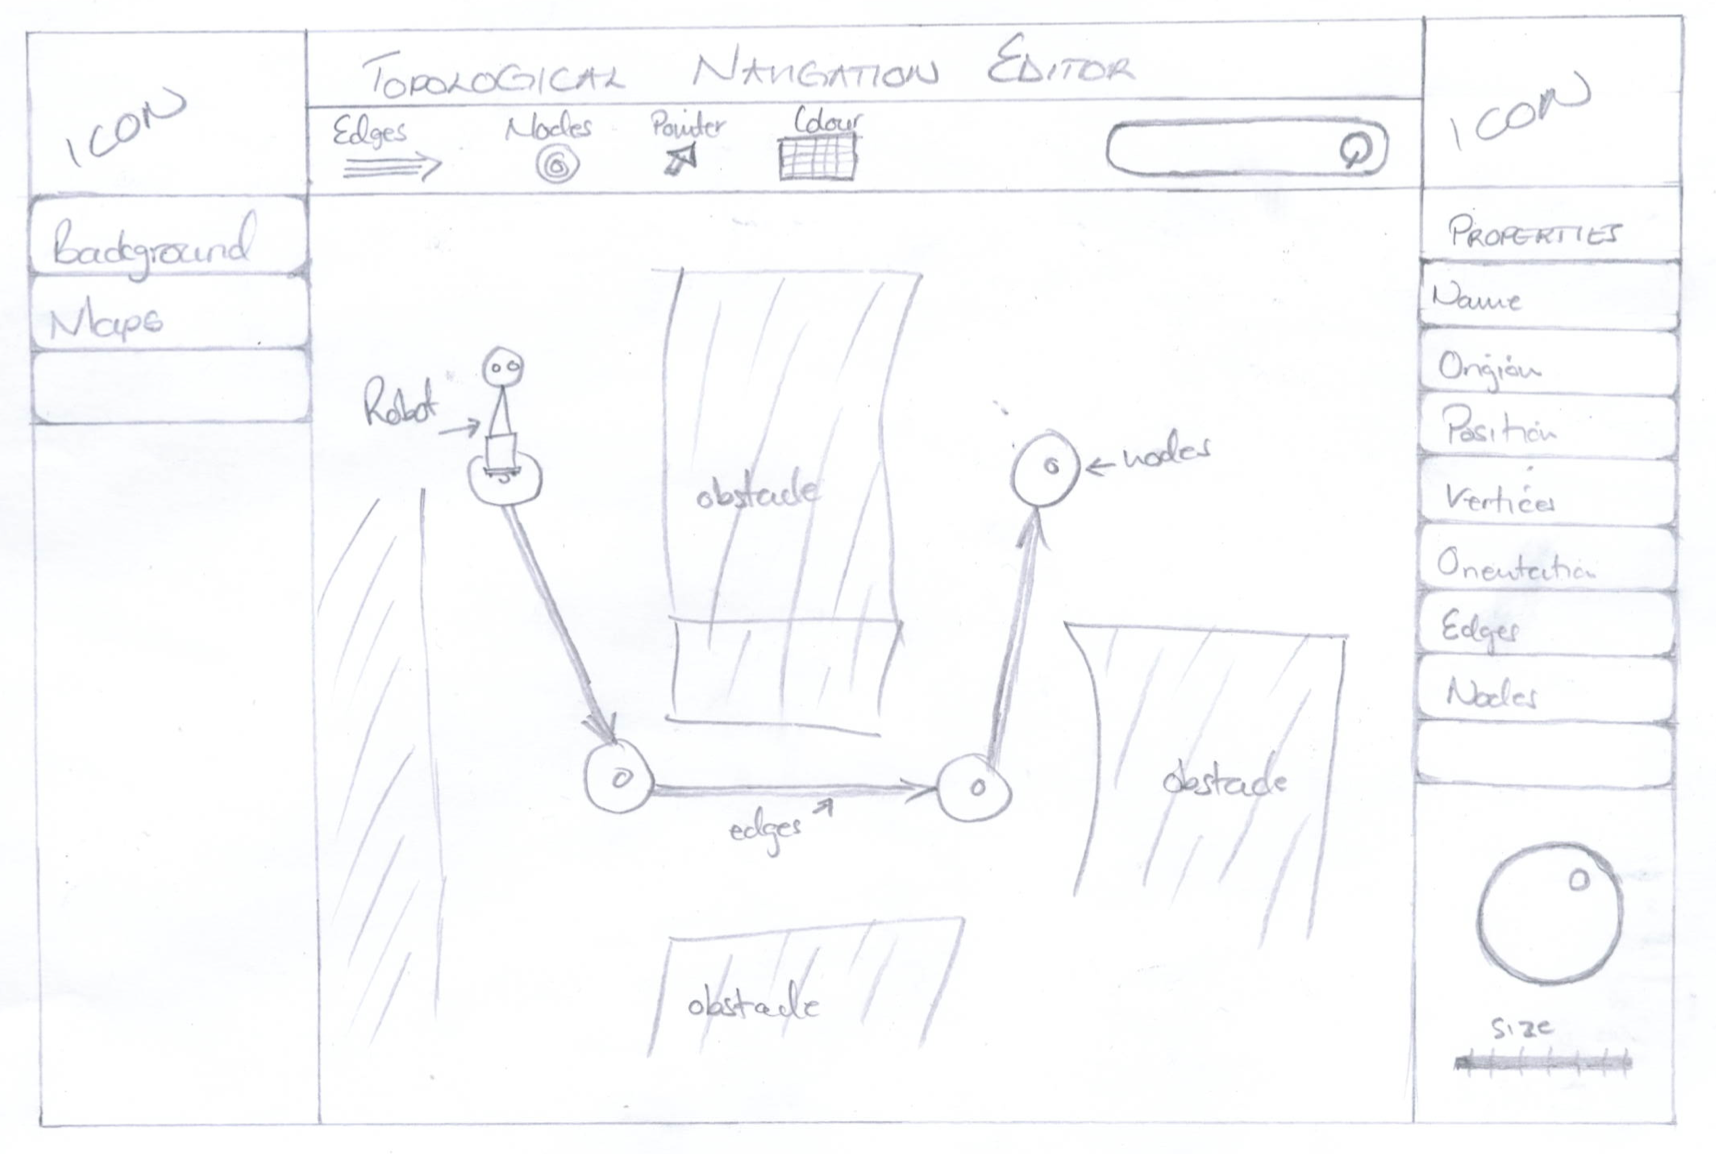 ICON
TOPOLOGICAL NAVIGATION EDITOR
ICON
Edges Nodes Pointer Colour
Background
Maps
PROPERTIES
Name
Origion
Position
Vertices
Orientation
Edges
Nodes
Robot
obstacle
nodes
edges
obstacle
obstacle
SIZE